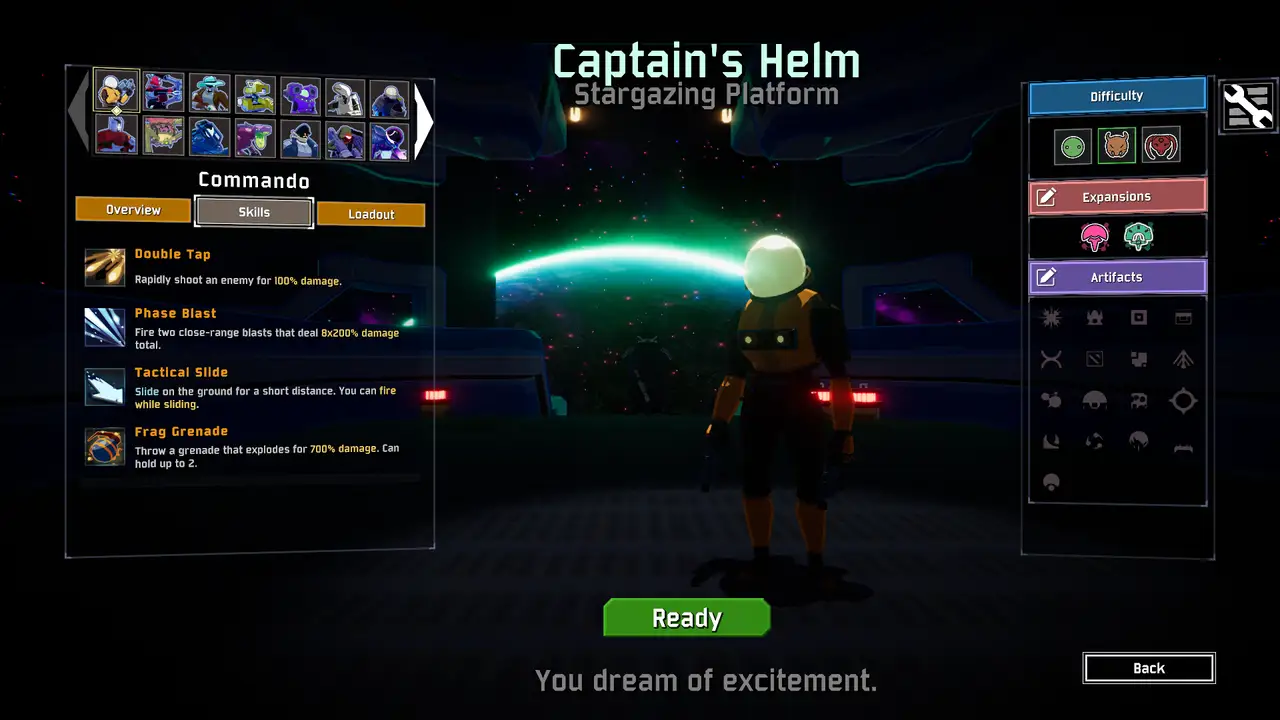 Captain's Helm
Stargazing Platform
Commando
Overview
Skills
Loadout
Double Tap
Rapidly shoot an enemy for 100% damage.
Phase Blast
Fire two close-range blasts that deal 8x200% damage
total.
Tactical Slide
Slide on the ground for a short distance. You can fire
while sliding.
Frag Grenade
Throw a grenade that explodes for 700% damage. Can
hold up to 2.
Difficulty
Expansions
Artifacts
Ready
You dream of excitement.
Back